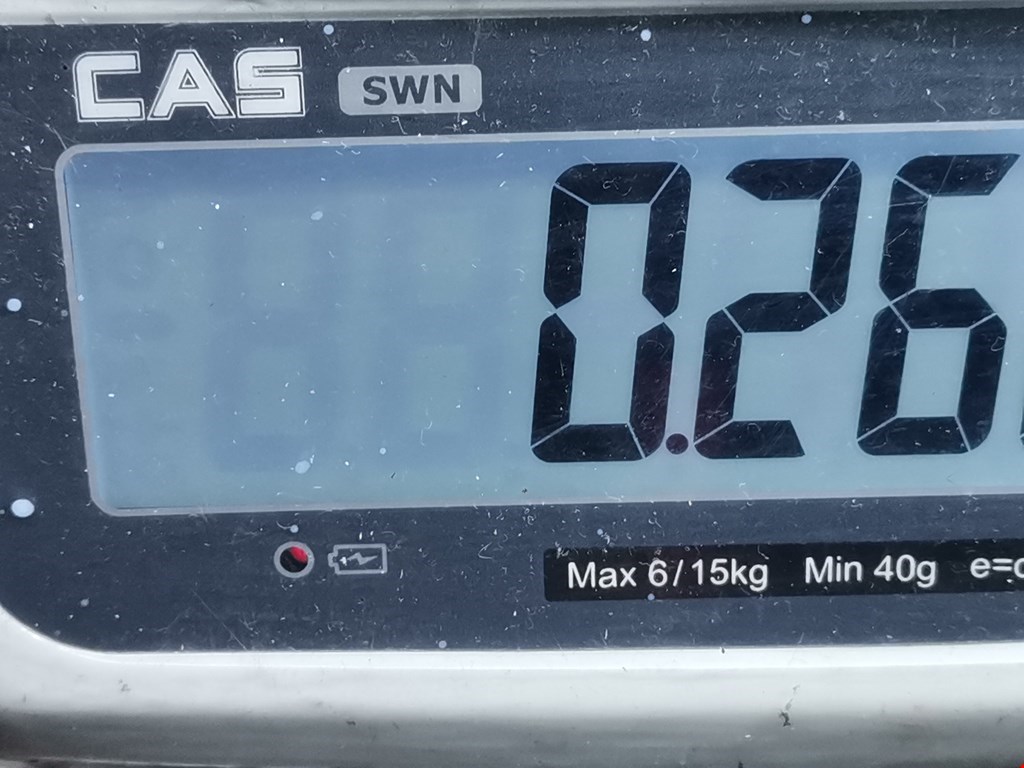 CAS SWN
0.26
Max 6/15kg Min 40g e=